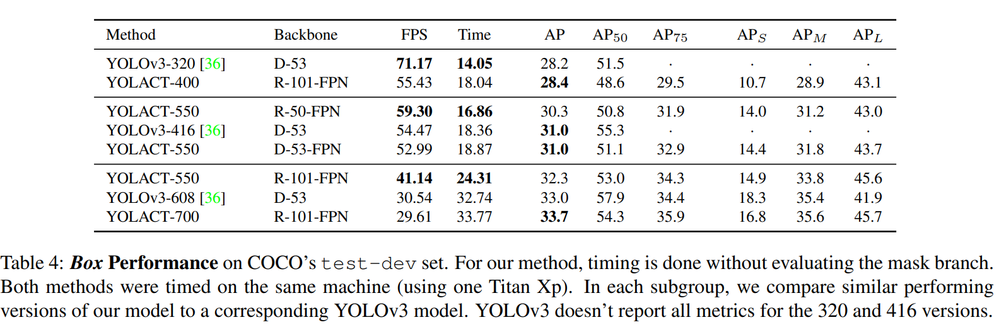 Method Backbone FPS Time AP AP50 AP75 APS APM APL
YOLOv3-320 [36] D-53 71.17 14.05 28.2 51.5 · · · ·
YOLACT-400 R-101-FPN 55.43 18.04 28.4 48.6 29.5 10.7 28.9 43.1
YOLACT-550 R-50-FPN 59.30 16.86 30.3 50.8 31.9 14.0 31.2 43.0
YOLOv3-416 [36] D-53 54.47 18.36 31.0 55.3 · · · ·
YOLACT-550 D-53-FPN 52.99 18.87 31.0 51.1 32.9 14.4 31.8 43.7
YOLACT-550 R-101-FPN 41.14 24.31 32.3 53.0 34.3 14.9 33.8 45.6
YOLOv3-608 [36] D-53 30.54 32.74 33.0 57.9 34.4 18.3 35.4 41.9
YOLACT-700 R-101-FPN 29.61 33.77 33.7 54.3 35.9 16.8 35.6 45.7
Table 4: Box Performance on COCO's test-dev set. For our method, timing is done without evaluating the mask branch.
Both methods were timed on the same machine (using one Titan Xp). In each subgroup, we compare similar performing
versions of our model to a corresponding YOLOv3 model. YOLOv3 doesn't report all metrics for the 320 and 416 versions.